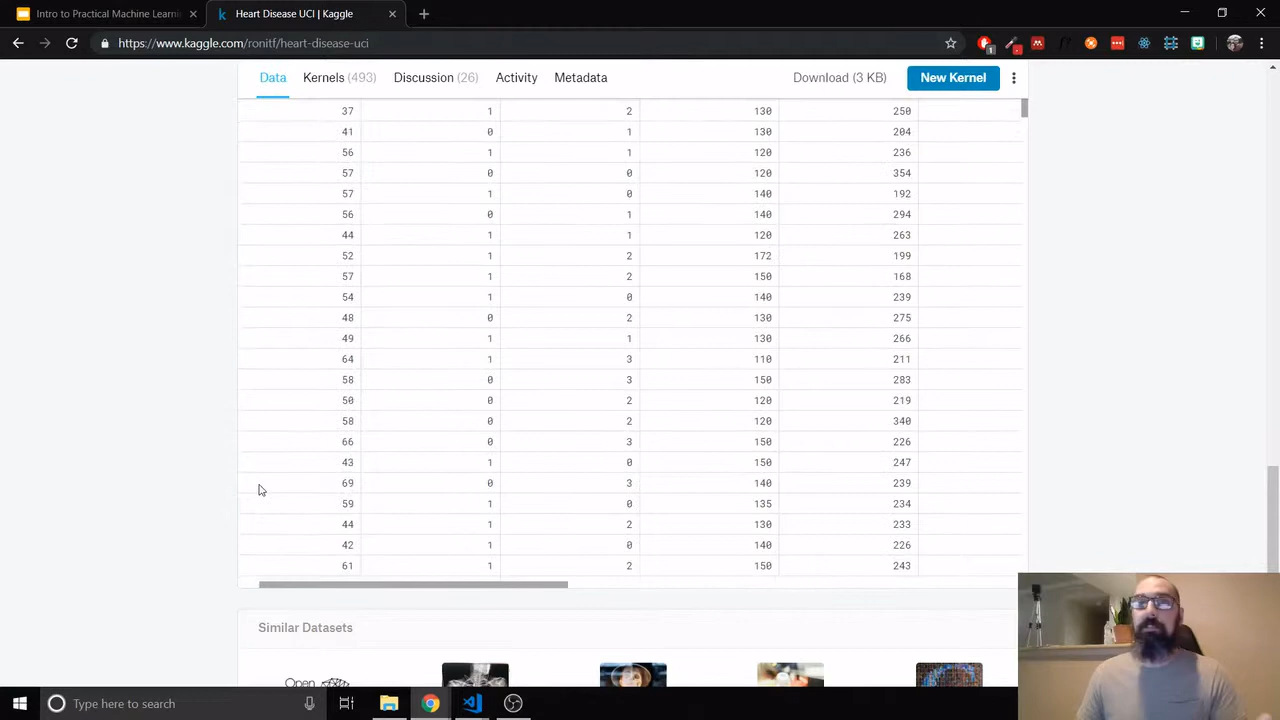 Intro to Practical Machine Learni
Heart Disease UCI | Kaggle
https://www.kaggle.com/ronitf/heart-disease-uci
Data Kernels (493) Discussion (26) Activity Metadata Download (3 KB) New Kernel
37 1 2 130 250
41 0 1 130 204
56 1 1 120 236
57 0 0 120 354
57 1 0 140 192
56 0 1 140 294
44 1 1 120 263
52 1 2 172 199
57 1 2 150 168
54 1 0 140 239
48 0 2 130 275
49 1 1 130 266
64 1 3 110 211
58 0 3 150 283
50 0 2 120 219
58 0 2 120 340
66 0 3 150 226
43 1 0 150 247
69 0 3 140 239
59 1 0 135 234
44 1 2 130 233
42 1 0 140 226
61 1 2 150 243
Similar Datasets
Open
Type here to search